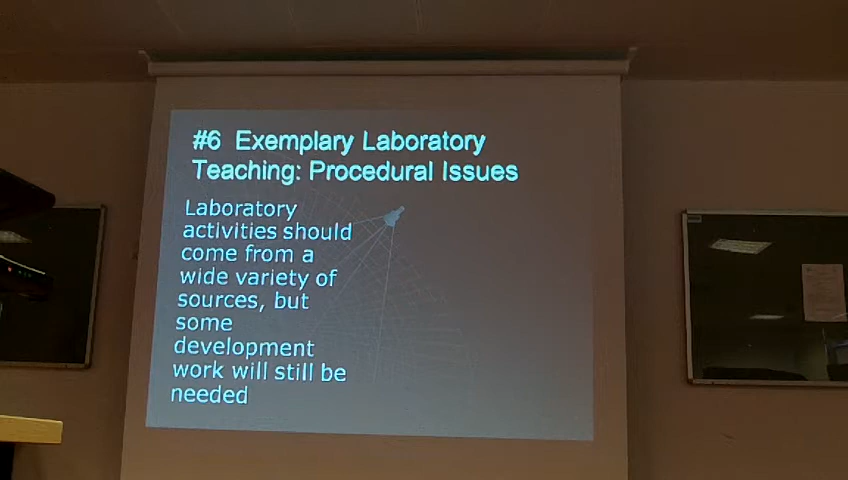 #6 Exemplary Laboratory
Teaching: Procedural Issues
Laboratory
activities should
come from a
wide variety of
sources, but
some
development
work will still be
needed